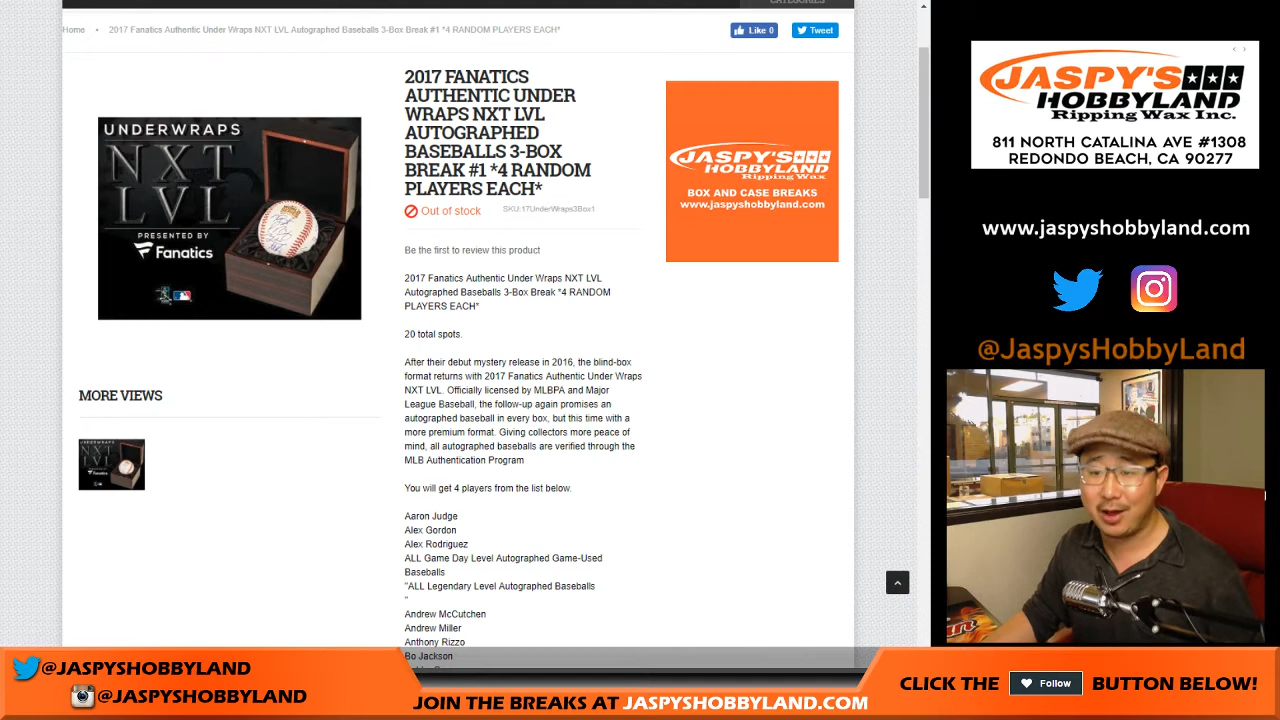 CATEGORIES
Home • 2017 Fanatics Authentic Under Wraps NXT LVL Autographed Baseballs 3-Box Break #1 *4 RANDOM PLAYERS EACH*
Like 0
Tweet
2017 FANATICS
AUTHENTIC UNDER
WRAPS NXT LVL
AUTOGRAPHED
BASEBALLS 3-BOX
BREAK #1 *4 RANDOM
PLAYERS EACH*
Out of stock
SKU:17UnderWraps3Box1
Be the first to review this product
2017 Fanatics Authentic Under Wraps NXT LVL
Autographed Baseballs 3-Box Break *4 RANDOM
PLAYERS EACH*
20 total spots.
After their debut mystery release in 2016, the blind-box
format returns with 2017 Fanatics Authentic Under Wraps
NXT LVL. Officially licensed by MLBPA and Major
League Baseball, the follow-up again promises an
autographed baseball in every box, but this time with a
more premium format. Giving collectors more peace of
mind, all autographed baseballs are verified through the
MLB Authentication Program
You will get 4 players from the list below.
Aaron Judge
Alex Gordon
Alex Rodriguez
ALL Game Day Level Autographed Game-Used
Baseballs
"ALL Legendary Level Autographed Baseballs
"
Andrew McCutchen
Andrew Miller
Anthony Rizzo
Bo Jackson
UNDERWRAPS
NXT
LVL
PRESENTED BY
Fanatics
MORE VIEWS
UNDERWRAPS
NXT
LVL
JASPY'S
HOBBYLAND
Ripping Wax
BOX AND CASE BREAKS
www.jaspyshobbyland.com
JASPY'S
HOBBYLAND
Ripping Wax Inc.
811 NORTH CATALINA AVE #1308
REDONDO BEACH, CA 90277
www.jaspyshobbyland.com
@JaspysHobbyLand
@JASPYSHOBBYLAND
@JASPYSHOBBYLAND
JOIN THE BREAKS AT JASPYSHOBBYLAND.COM
CLICK THE Follow BUTTON BELOW!